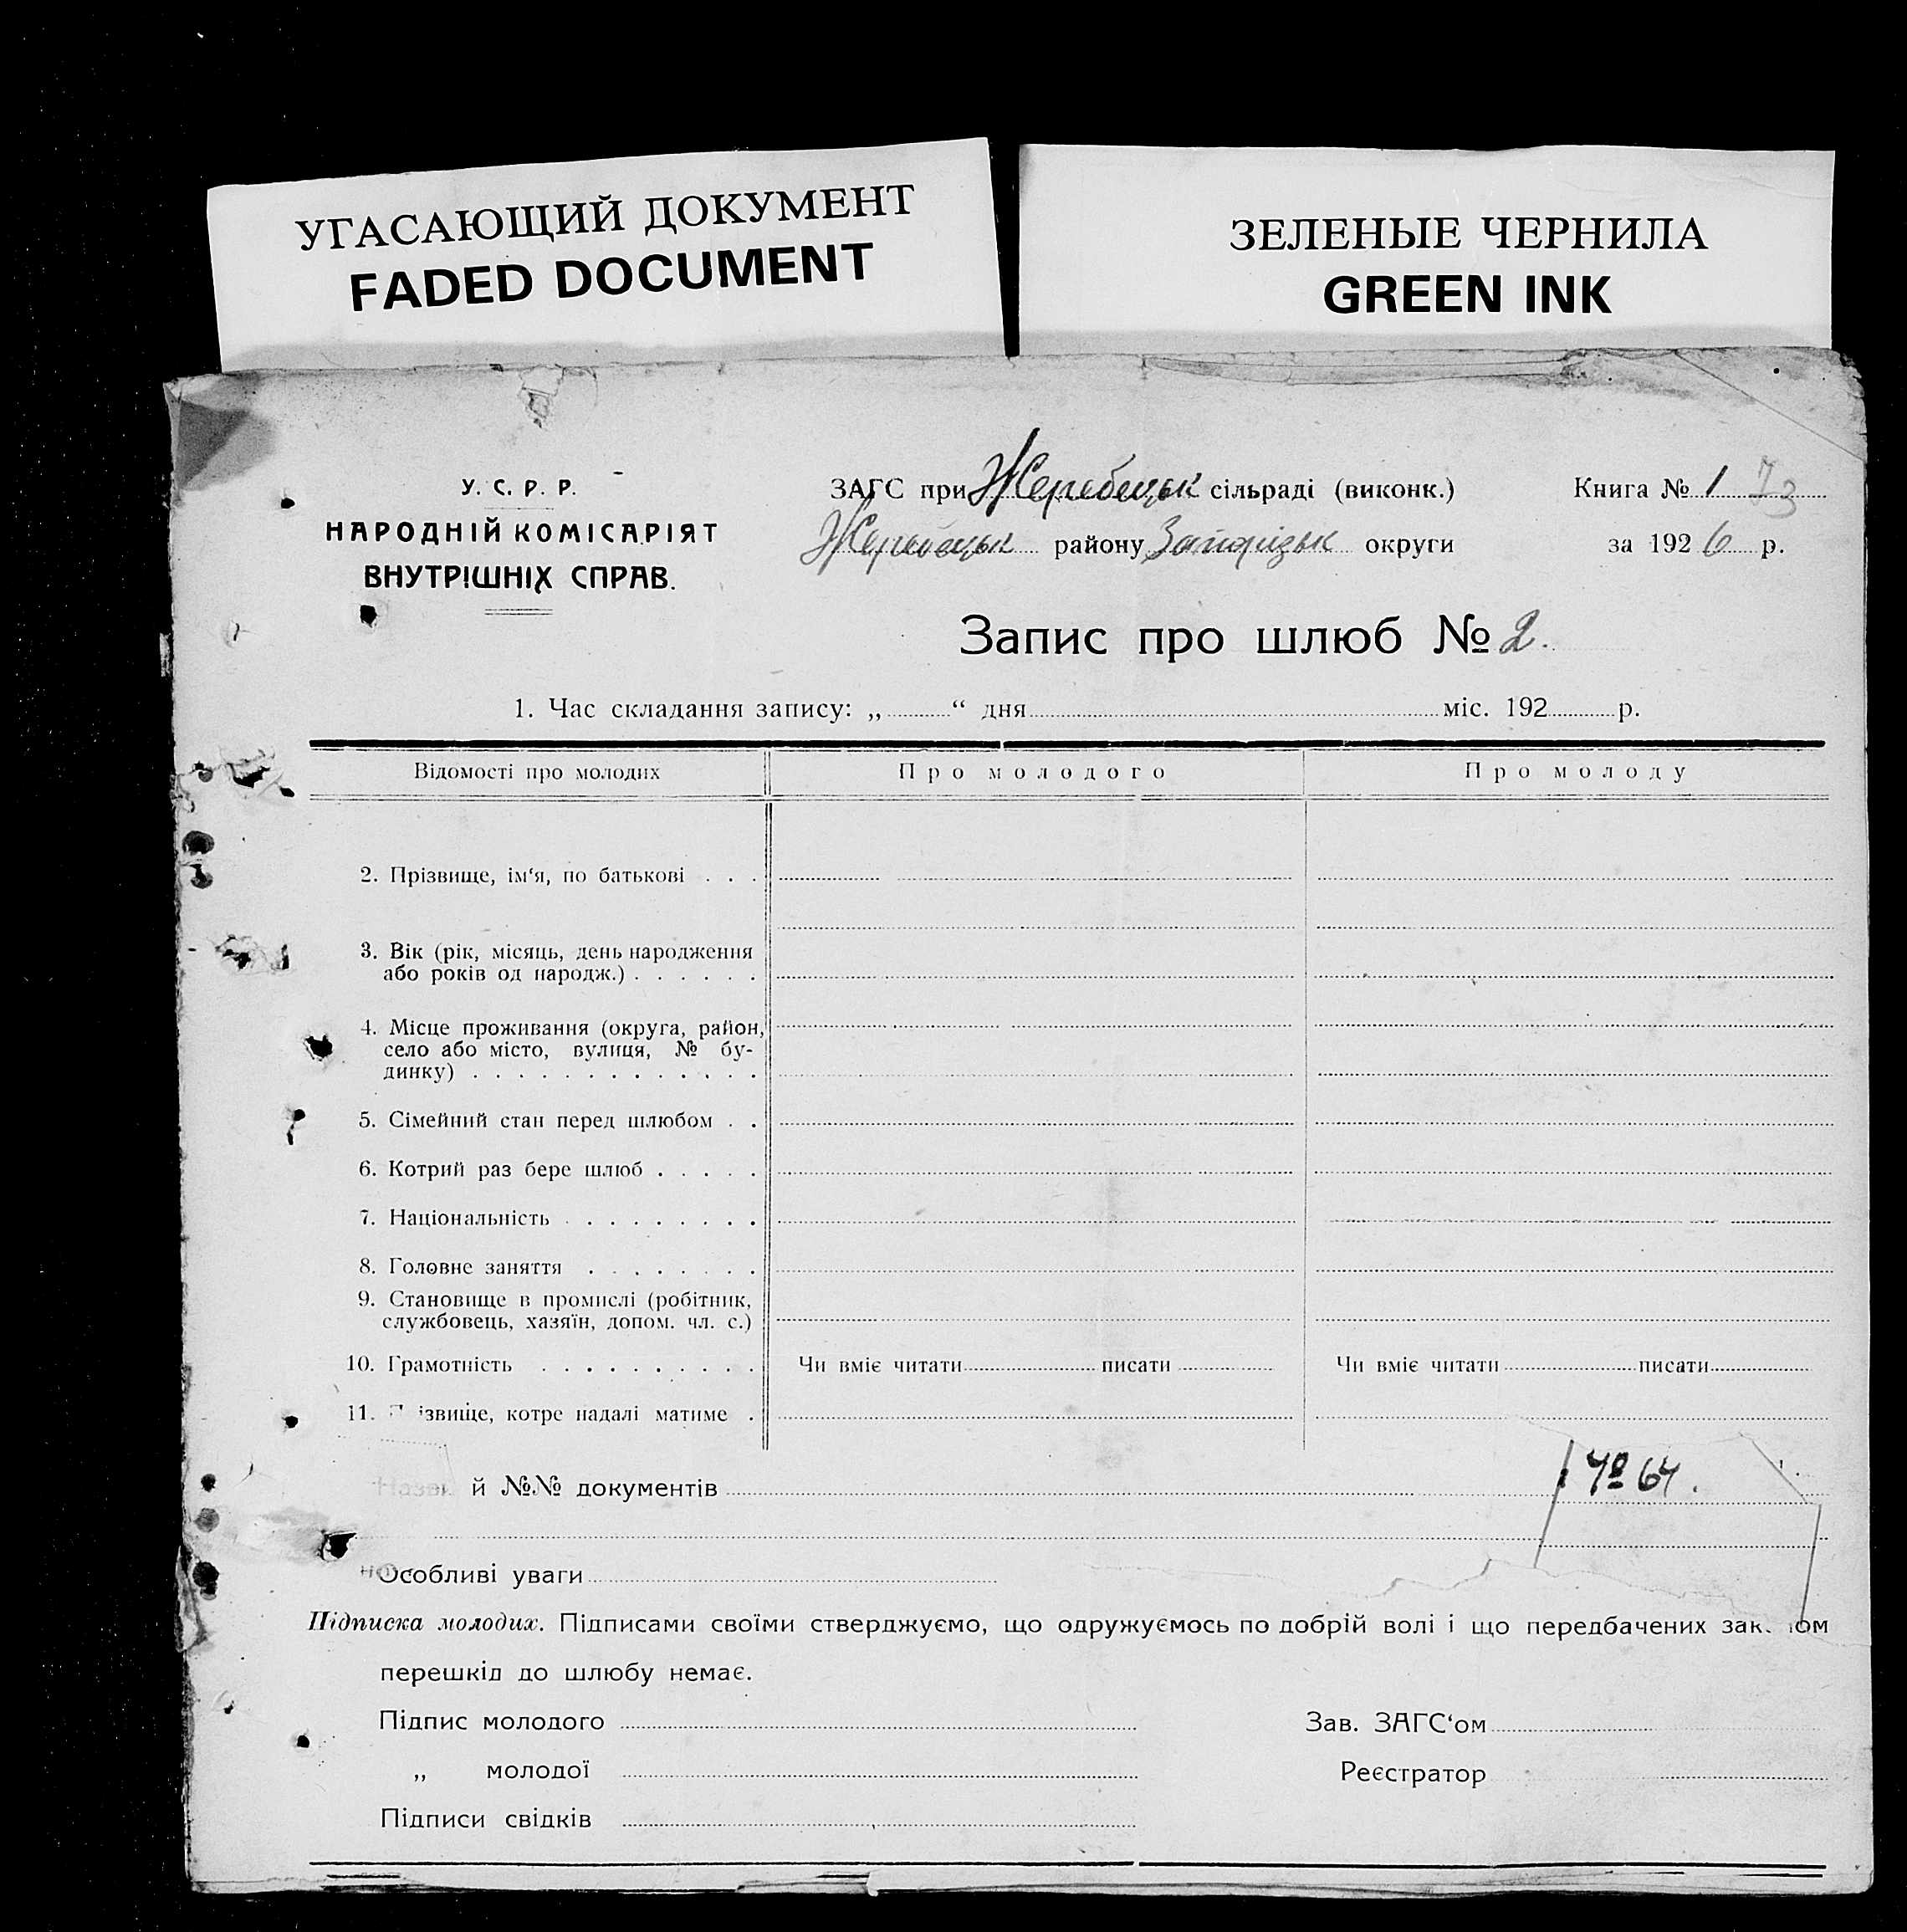 УГАСАЮЩИЙ ДОКУМЕНТ
FADED DOCUMENT
ЗЕЛЕНЫЕ ЧЕРНИЛА
GREEN INK
У. С. Р. Р.
НАРОДНІЙ КОМІСАРІЯТ
ВНУТРІШНІХ СПРАВ.
ЗАГС при Жеребецьк сільраді (виконк.)
Жеребецьк району Запорізьк округи
Книга № 1 73
за 1926 р.
Запис про шлюб № 2.
1. Час складання запису: „ “ дня міс. 192 р.
Відомості про молодих Про молодого Про молоду
2. Прізвище, ім‘я, по батькові . . .
3. Вік (рік, місяць, день народження
або років од народж.) . . . . . .
4. Місце проживання (округа, район,
село або місто, вулиця, № бу-
динку) . . . . . . . . . . . . .
5. Сімейний стан перед шлюбом . .
6. Котрий раз бере шлюб . . . . .
7. Національність . . . . . . . .
8. Головне заняття . . . . . . . .
9. Становище в промислі (робітник,
службовець, хазяїн, допом. чл. с.)
10. Грамотність . . . . . . . . . . Чи вміє читати писати Чи вміє читати писати
11. Прізвище, котре надалі матиме .
й №№ документів
7º 64.
Особливі уваги
Підписка молодих. Підписами своїми стверджуємо, що одружуємось по добрій волі і що передбачених законом
перешкід до шлюбу немає.
Підпис молодого Зав. ЗАГС‘ом
„ молодої Реєстратор
Підписи свідків